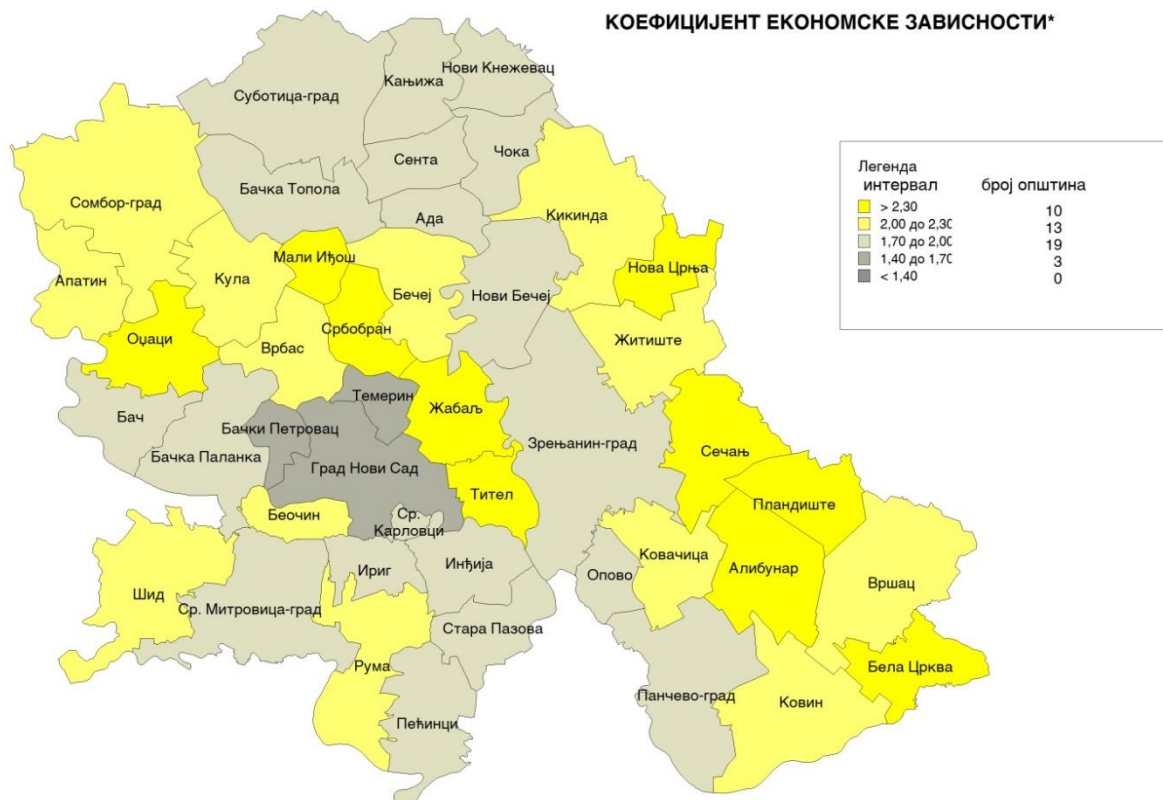 КОЕФИЦИЈЕНТ ЕКОНОМСКЕ ЗАВИСНОСТИ*
Нови Кнежевац
Кањижа
Суботица-град
Чока
Сента
Бачка Топола
Сомбор-град
Ада
Кикинда
Мали Иђош
Нова Црња
Апатин
Кула
Бечеј
Нови Бечеј
Србобран
Оџаци
Врбас
Житиште
Темерин
Жабаљ
Бач
Бачки Петровац
Зрењанин-град
Сечањ
Бачка Паланка
Град Нови Сад
Тител
Пландиште
Беочин
Ср.
Карловци
Ковачица
Инђија
Ириг
Опово
Алибунар
Вршац
Шид
Ср. Митровица-град
Стара Пазова
Рума
Бела Црква
Панчево-град
Ковин
Пећинци
Легенда
интервал број општина
> 2,30 10
2,00 до 2,30 13
1,70 до 2,00 19
1,40 до 1,70 3
< 1,40 0